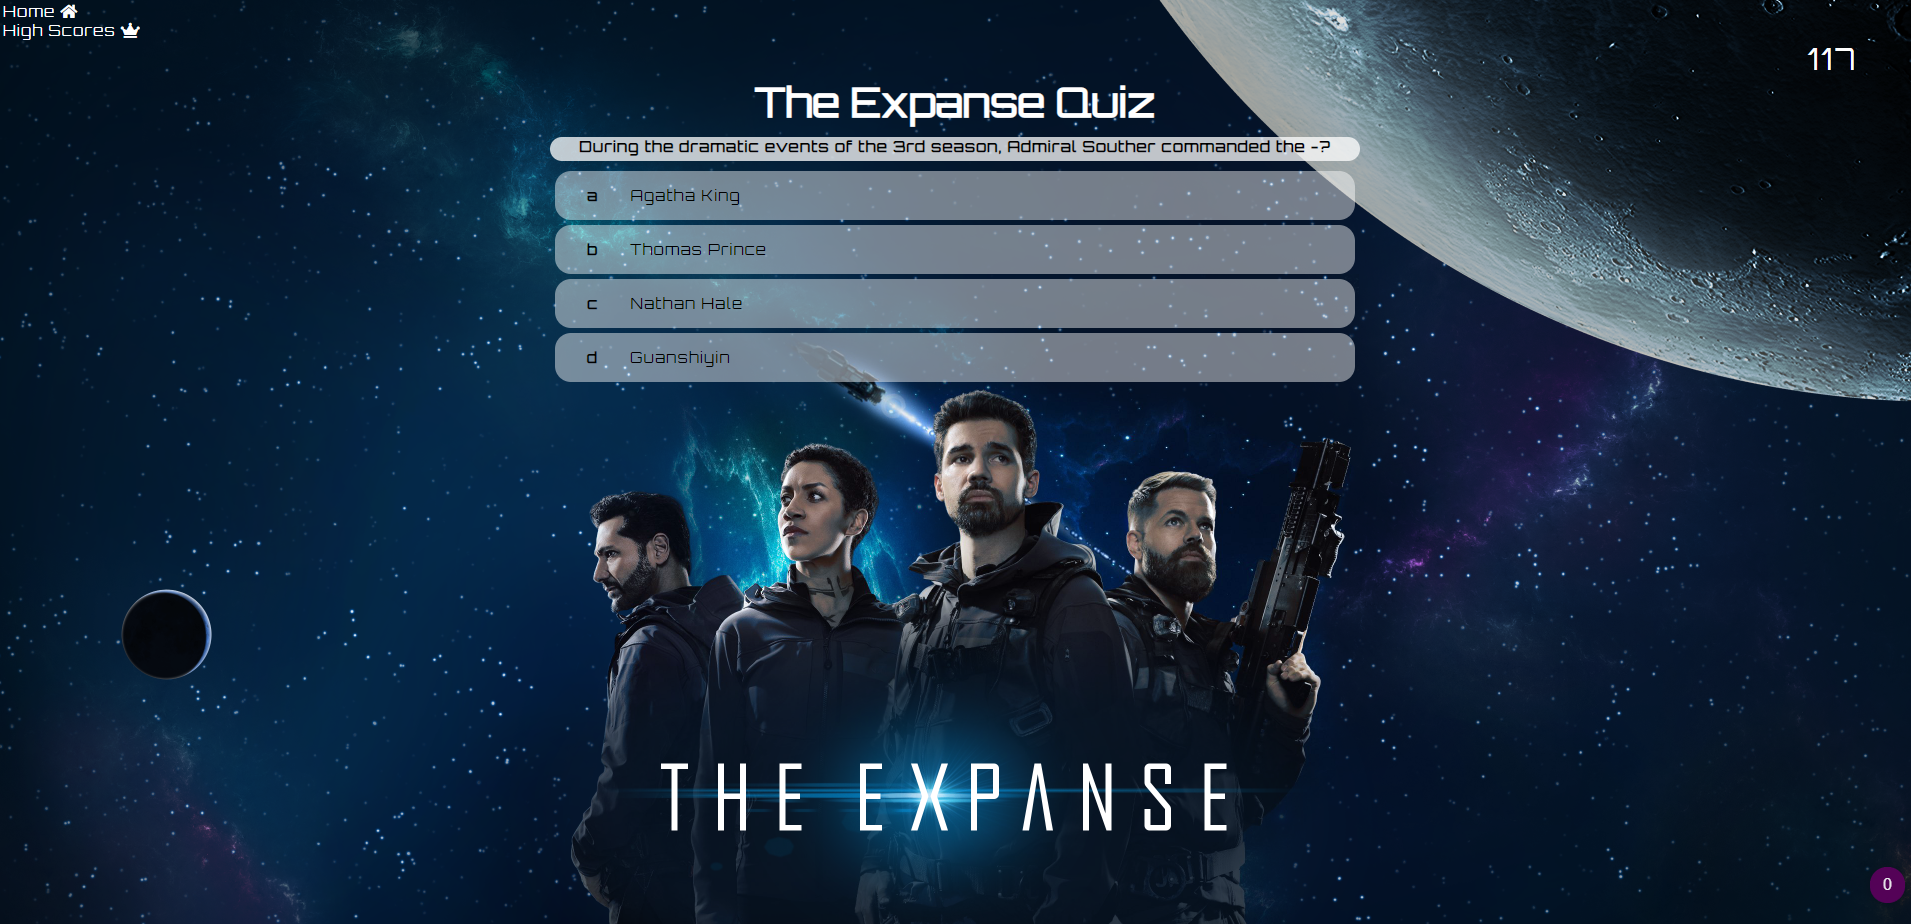 Home
High Scores
117
The Expanse Quiz
During the dramatic events of the 3rd season, Admiral Souther commanded the -?
a Agatha King
b Thomas Prince
c Nathan Hale
d Guanshiyin
THE EXPANSE
0